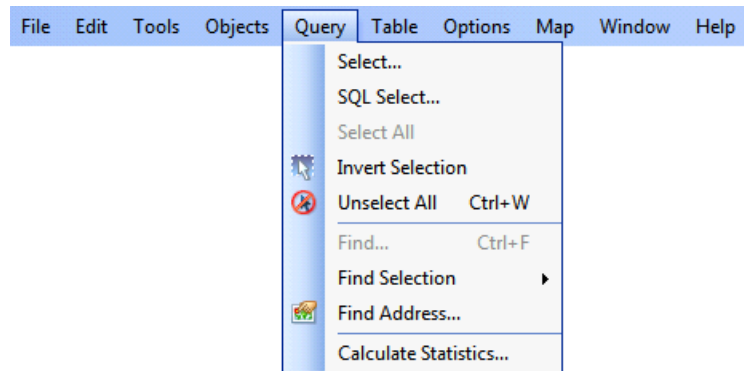 File Edit Tools Objects Query Table Options Map Window Help
Select...
SQL Select...
Select All
Invert Selection
Unselect All Ctrl+W
Find... Ctrl+F
Find Selection
Find Address...
Calculate Statistics...